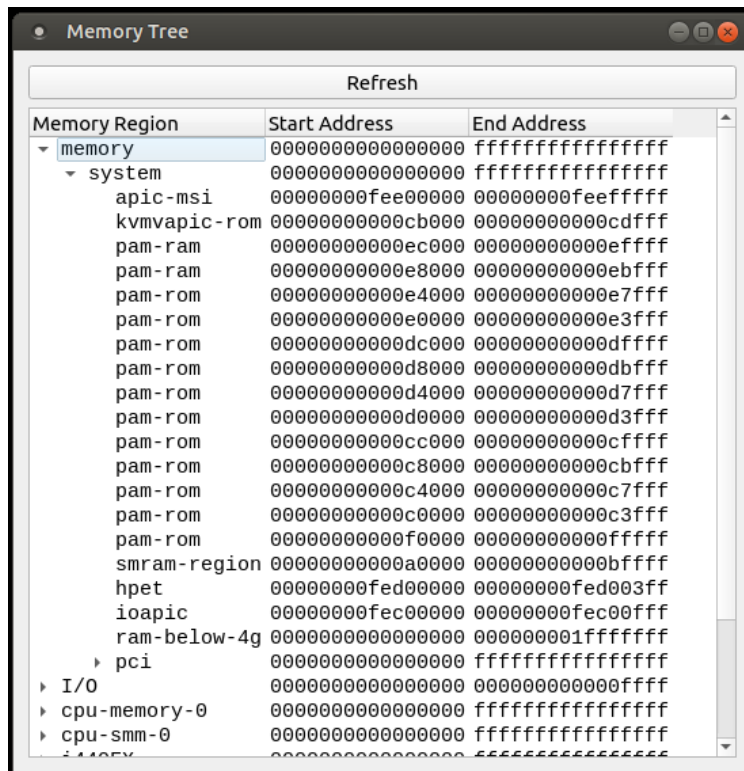 Memory Tree
Refresh
Memory Region Start Address End Address
memory 0000000000000000 ffffffffffffffff
system 0000000000000000 ffffffffffffffff
apic-msi 00000000fee00000 00000000feefffff
kvmvapic-rom 00000000000cb000 00000000000cdfff
pam-ram 00000000000ec000 00000000000effff
pam-ram 00000000000e8000 00000000000ebfff
pam-rom 00000000000e4000 00000000000e7fff
pam-rom 00000000000e0000 00000000000e3fff
pam-rom 00000000000dc000 00000000000dffff
pam-rom 00000000000d8000 00000000000dbfff
pam-rom 00000000000d4000 00000000000d7fff
pam-rom 00000000000d0000 00000000000d3fff
pam-rom 00000000000cc000 00000000000cffff
pam-rom 00000000000c8000 00000000000cbfff
pam-rom 00000000000c4000 00000000000c7fff
pam-rom 00000000000c0000 00000000000c3fff
pam-rom 00000000000f0000 00000000000fffff
smram-region 00000000000a0000 00000000000bffff
hpet 00000000fed00000 00000000fed003ff
ioapic 00000000fec00000 00000000fec00fff
ram-below-4g 0000000000000000 000000001fffffff
pci 0000000000000000 ffffffffffffffff
I/O 0000000000000000 000000000000ffff
cpu-memory-0 0000000000000000 ffffffffffffffff
cpu-smm-0 0000000000000000 ffffffffffffffff
i440FX 0000000000000000 ffffffffffffffff